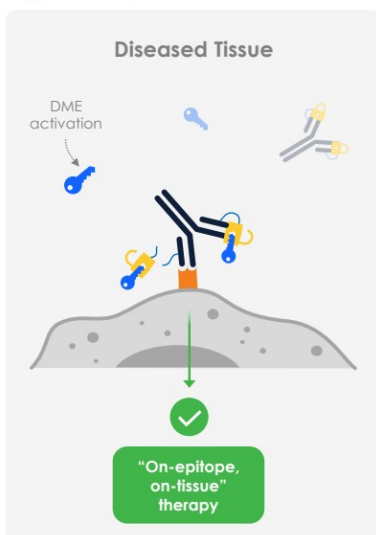 Diseased Tissue
DME
activation
“On-epitope,
on-tissue”
therapy